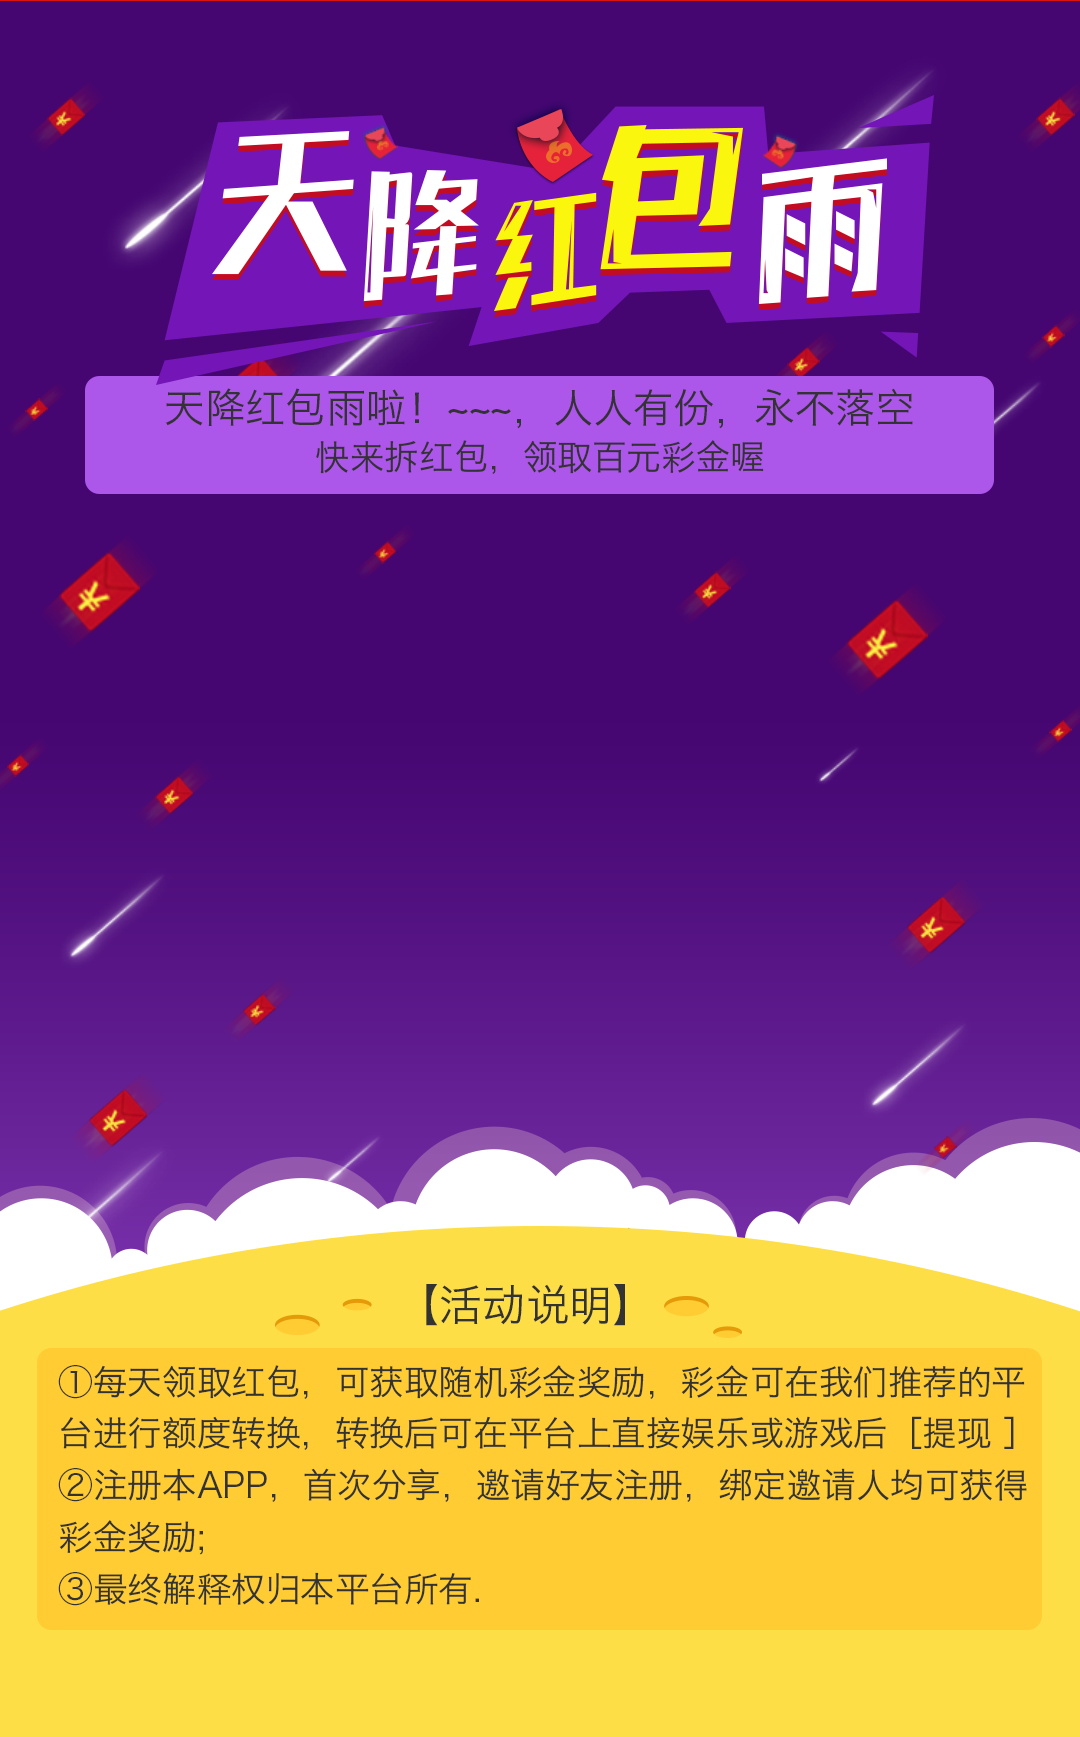 天降红包雨
天降红包雨啦！~~~，人人有份，永不落空
快来拆红包，领取百元彩金喔
【活动说明】
①每天领取红包，可获取随机彩金奖励，彩金可在我们推荐的平
台进行额度转换，转换后可在平台上直接娱乐或游戏后［提现 ］
②注册本APP，首次分享，邀请好友注册，绑定邀请人均可获得
彩金奖励;
③最终解释权归本平台所有.